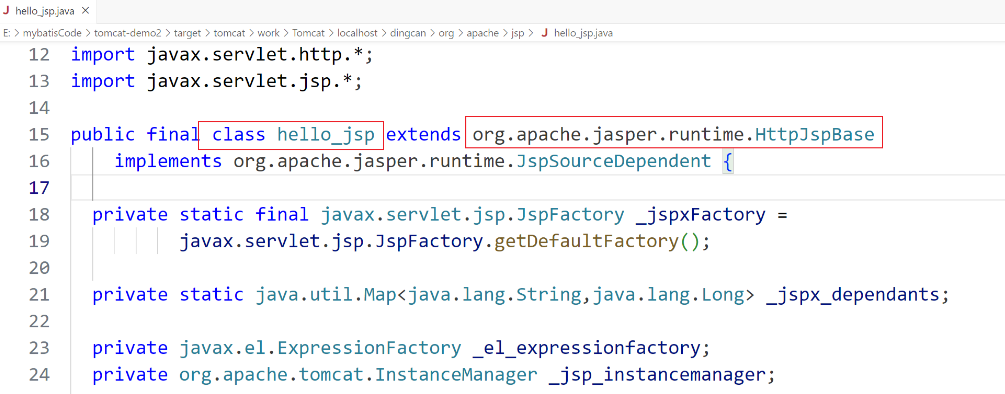 J hello_jsp.java ×
E: > mybatisCode > tomcat-demo2 > target > tomcat > work > Tomcat > localhost > dingcan > org > apache > jsp > J hello_jsp.java
12 import javax.servlet.http.*;
13 import javax.servlet.jsp.*;
14
15 public final class hello_jsp extends org.apache.jasper.runtime.HttpJspBase
16 implements org.apache.jasper.runtime.JspSourceDependent {
17
18 private static final javax.servlet.jsp.JspFactory _jspxFactory =
19 javax.servlet.jsp.JspFactory.getDefaultFactory();
20
21 private static java.util.Map<java.lang.String,java.lang.Long> _jspx_dependants;
22
23 private javax.el.ExpressionFactory _el_expressionfactory;
24 private org.apache.tomcat.InstanceManager _jsp_instancemanager;